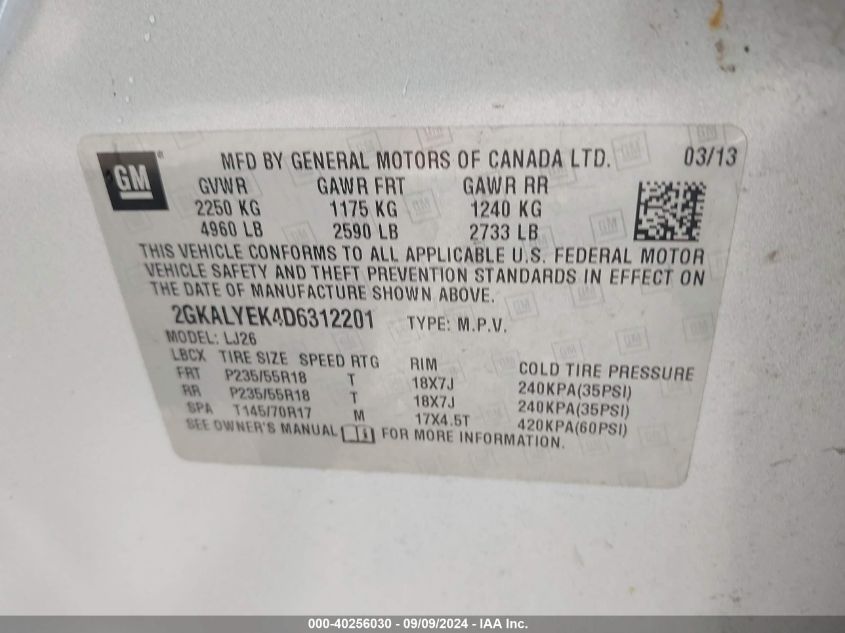 GM ® MFD BY GENERAL MOTORS OF CANADA LTD. 03/13
GVWR GAWR FRT GAWR RR
2250 KG 1175 KG 1240 KG
4960 LB 2590 LB 2733 LB
THIS VEHICLE CONFORMS TO ALL APPLICABLE U.S. FEDERAL MOTOR
VEHICLE SAFETY AND THEFT PREVENTION STANDARDS IN EFFECT ON
THE DATE OF MANUFACTURE SHOWN ABOVE.
2GKALYEK4D6312201 TYPE: M.P.V.
MODEL: LJ26
LBCX TIRE SIZE SPEED RTG RIM COLD TIRE PRESSURE
FRT P235/55R18 T 18X7J 240KPA(35PSI)
RR P235/55R18 T 18X7J 240KPA(35PSI)
SPA T145/70R17 M 17X4.5T 420KPA(60PSI)
SEE OWNER'S MANUAL FOR MORE INFORMATION.
000-40256030 - 09/09/2024 - IAA Inc.